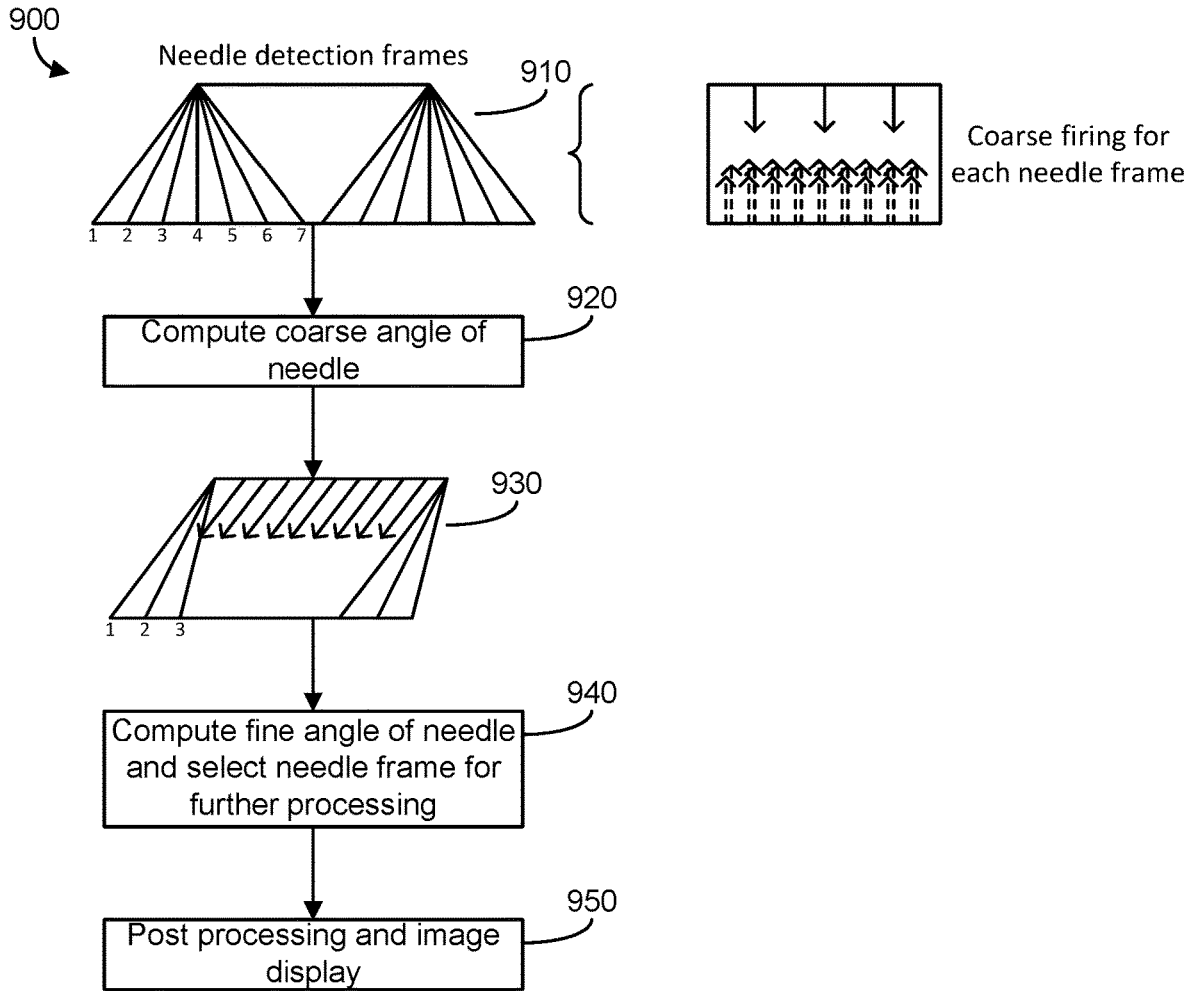 900
Needle detection frames
910
Coarse firing for
each needle frame
1 2 3 4 5 6 7
920
Compute coarse angle of
needle
930
1 2 3
940
Compute fine angle of needle
and select needle frame for
further processing
950
Post processing and image
display